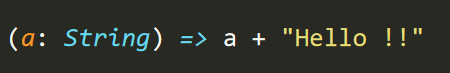 (a: String) => a + "Hello !!"